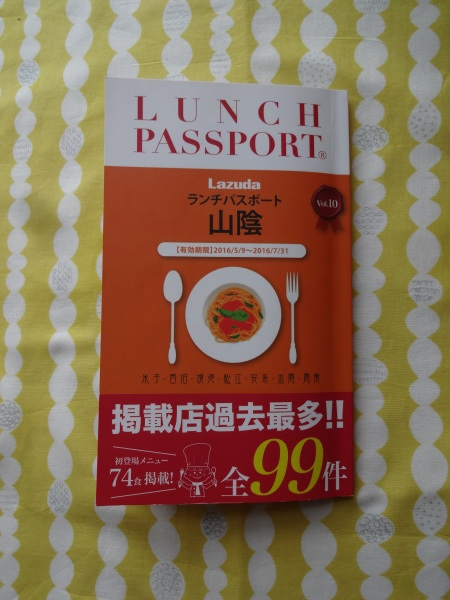 LUNCH
PASSPORT®
Lazuda
ランチパスポート
山陰
Vol.10
【有効期限】2016/5/9〜2016/7/31
米子・西伯・境港・松江・安来・出雲・雲南
掲載店過去最多!!
初登場メニュー
74食掲載!
全99件